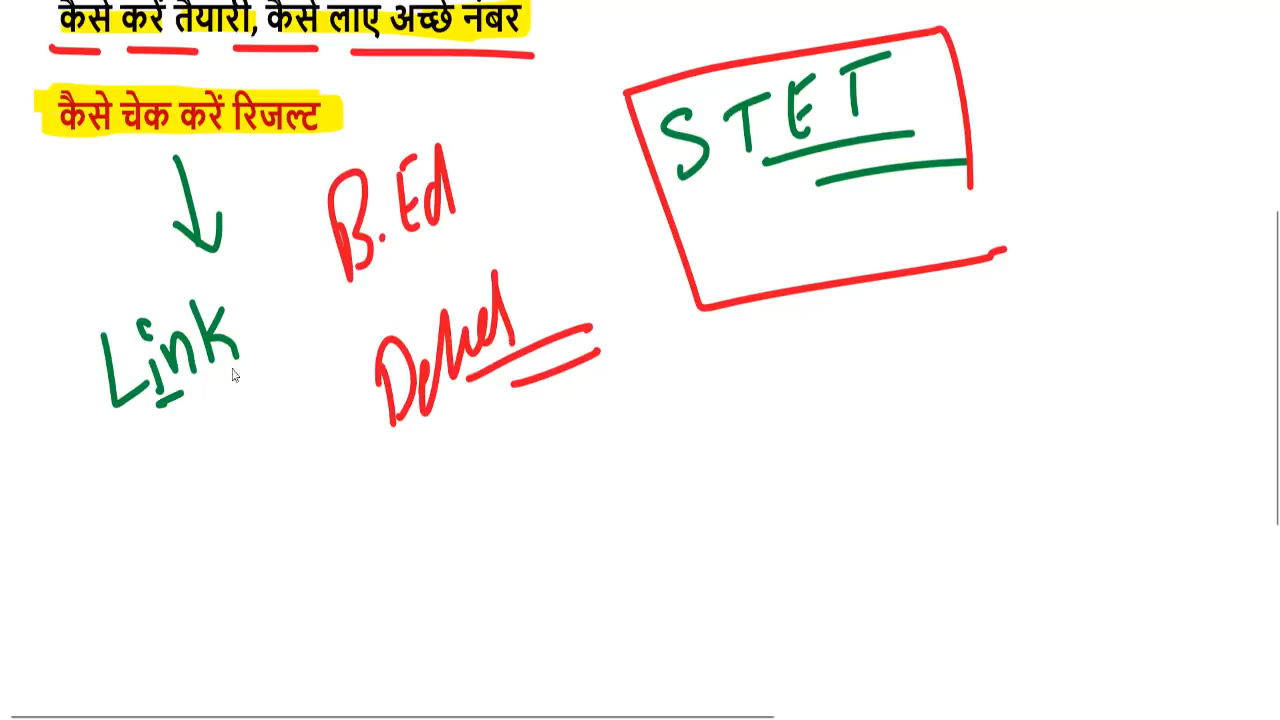 कैसे करें तैयारी, कैसे लाए अच्छे नंबर
कैसे चेक करें रिजल्ट
STET
B.Ed
Link